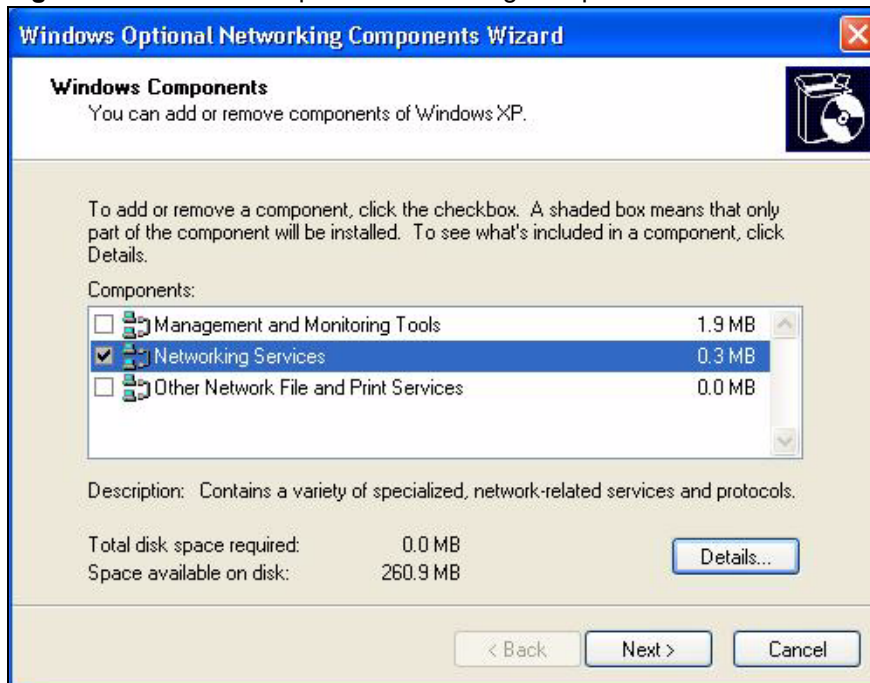 Windows Optional Networking Components Wizard
Windows Components
You can add or remove components of Windows XP.
To add or remove a component, click the checkbox. A shaded box means that only
part of the component will be installed. To see what's included in a component, click
Details.
Components:
Management and Monitoring Tools 1.9 MB
Networking Services 0.3 MB
Other Network File and Print Services 0.0 MB
Description: Contains a variety of specialized, network-related services and protocols.
Total disk space required: 0.0 MB
Space available on disk: 260.9 MB
Details...
< Back Next > Cancel